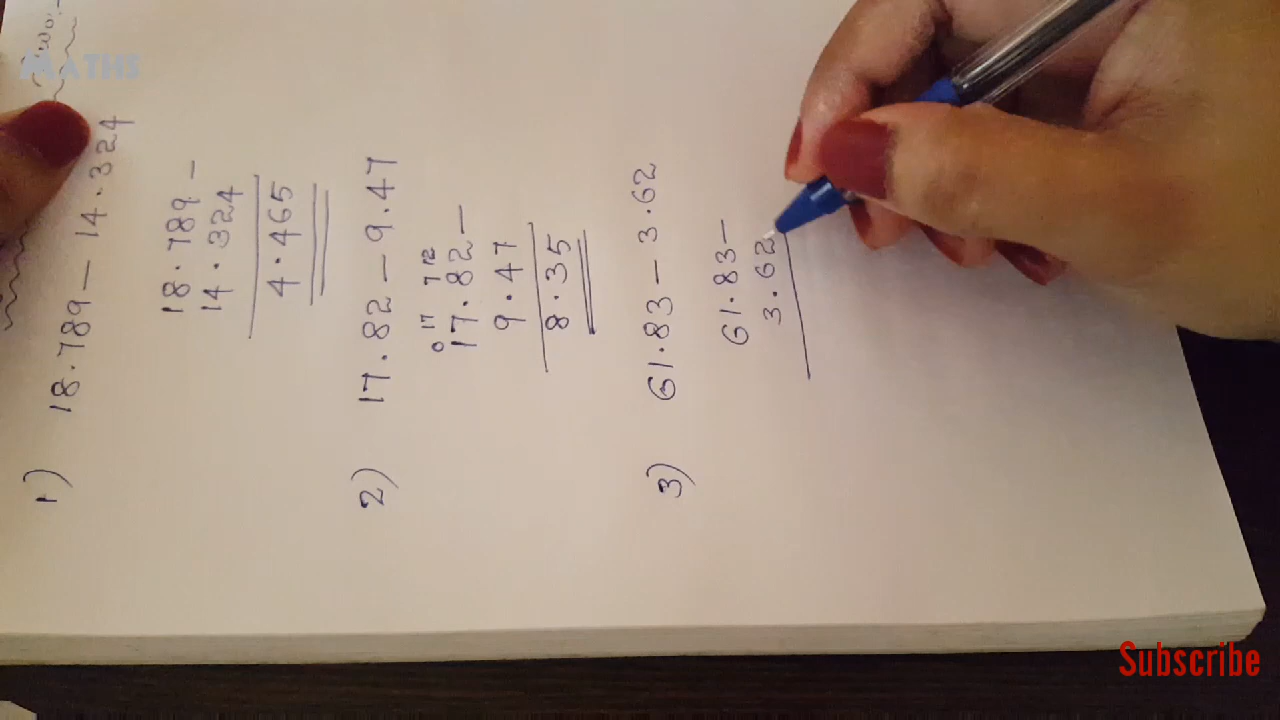 MATHS
1) 18.789 — 14.324
18.789 —
14.324
4.465
2) 17.82 — 9.47
0 17 7 12
17.82 —
9.47
8.35
3) 61.83 — 3.62
61.83 —
3.62
Subscribe